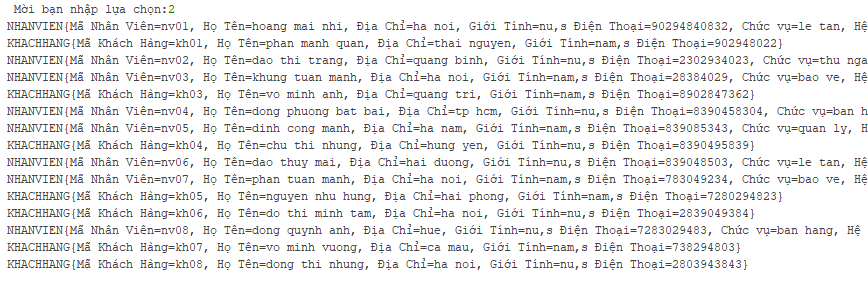 Mời bạn nhập lựa chọn:2
NHANVIEN{Mã Nhân Viên=nv01, Họ Tên=hoang mai nhi, Địa Chỉ=ha noi, Giới Tính=nu,s Điện Thoại=90294840832, Chức vụ=le tan, Hệ
KHACHHANG{Mã Khách Hàng=kh01, Họ Tên=phan manh quan, Địa Chỉ=thai nguyen, Giới Tính=nam,s Điện Thoại=902948022}
NHANVIEN{Mã Nhân Viên=nv02, Họ Tên=dao thi trang, Địa Chỉ=quang binh, Giới Tính=nu,s Điện Thoại=2302934023, Chức vụ=thu nga
NHANVIEN{Mã Nhân Viên=nv03, Họ Tên=khung tuan manh, Địa Chỉ=ha noi, Giới Tính=nam,s Điện Thoại=28384029, Chức vụ=bao ve, Hệ
KHACHHANG{Mã Khách Hàng=kh03, Họ Tên=vo minh anh, Địa Chỉ=quang tri, Giới Tính=nam,s Điện Thoại=8902847362}
NHANVIEN{Mã Nhân Viên=nv04, Họ Tên=dong phuong bat bai, Địa Chỉ=tp hcm, Giới Tính=nu,s Điện Thoại=8390458304, Chức vụ=ban h
NHANVIEN{Mã Nhân Viên=nv05, Họ Tên=dinh cong manh, Địa Chỉ=ha nam, Giới Tính=nam,s Điện Thoại=839085343, Chức vụ=quan ly, H
KHACHHANG{Mã Khách Hàng=kh04, Họ Tên=chu thi nhung, Địa Chỉ=hung yen, Giới Tính=nu,s Điện Thoại=8390495839}
NHANVIEN{Mã Nhân Viên=nv06, Họ Tên=dao thuy mai, Địa Chỉ=hai duong, Giới Tính=nu,s Điện Thoại=839048503, Chức vụ=le tan, Hệ
NHANVIEN{Mã Nhân Viên=nv07, Họ Tên=phan tuan manh, Địa Chỉ=ha noi, Giới Tính=nam,s Điện Thoại=783049234, Chức vụ=bao ve, Hệ
KHACHHANG{Mã Khách Hàng=kh05, Họ Tên=nguyen nhu hung, Địa Chỉ=hai phong, Giới Tính=nam,s Điện Thoại=7280294823}
KHACHHANG{Mã Khách Hàng=kh06, Họ Tên=do thi minh tam, Địa Chỉ=ha noi, Giới Tính=nu,s Điện Thoại=2839049384}
NHANVIEN{Mã Nhân Viên=nv08, Họ Tên=dong quynh anh, Địa Chỉ=hue, Giới Tính=nu,s Điện Thoại=7283029483, Chức vụ=ban hang, Hệ
KHACHHANG{Mã Khách Hàng=kh07, Họ Tên=vo minh vuong, Địa Chỉ=ca mau, Giới Tính=nam,s Điện Thoại=738294803}
KHACHHANG{Mã Khách Hàng=kh08, Họ Tên=dong thi nhung, Địa Chỉ=ha noi, Giới Tính=nu,s Điện Thoại=2803943843}